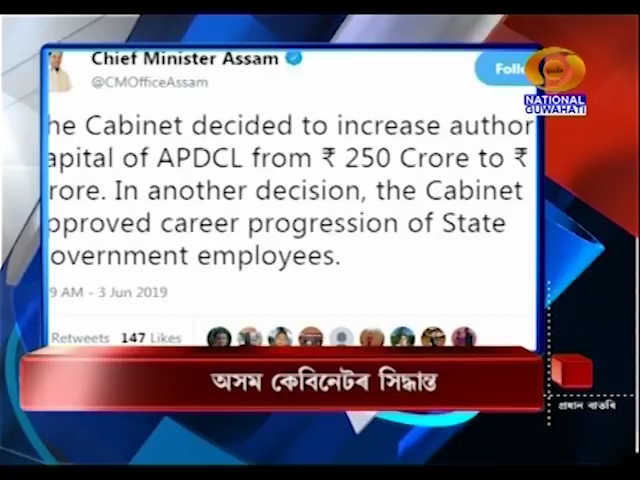 Chief Minister Assam
@CMOfficeAssam
Follo
NATIONAL
GUWAHATI
he Cabinet decided to increase author
apital of APDCL from ₹ 250 Crore to ₹
rore. In another decision, the Cabinet
pproved career progression of State
overnment employees.
9 AM - 3 Jun 2019
Retweets 147 Likes
অসম কেবিনেটৰ সিদ্ধান্ত
প্ৰধান বাতৰি